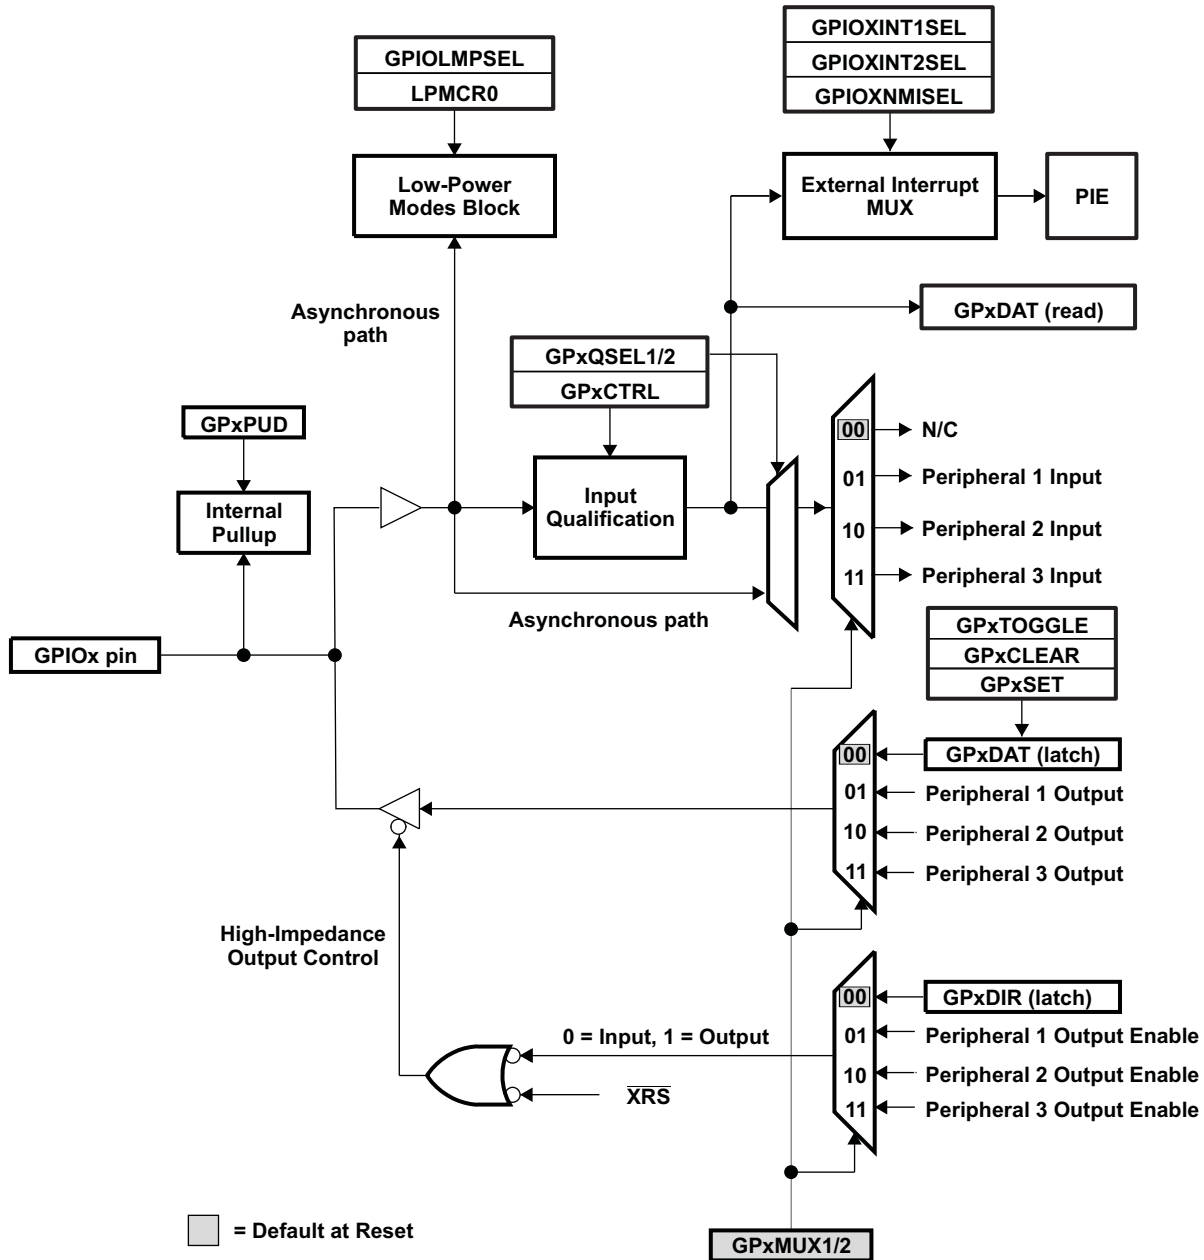 GPIOXINT1SEL
GPIOLMPSEL
GPIOXINT2SEL
LPMCR0
GPIOXNMISEL
Low-Power
Modes Block
External Interrupt
MUX
PIE
Asynchronous
path
GPxDAT (read)
GPxQSEL1/2
GPxCTRL
GPxPUD
00
N/C
01
Peripheral 1 Input
Internal
Pullup
Input
Qualification
10
Peripheral 2 Input
11
Peripheral 3 Input
Asynchronous path
GPxTOGGLE
GPIOx pin
GPxCLEAR
GPxSET
00
GPxDAT (latch)
01
Peripheral 1 Output
10
Peripheral 2 Output
11
Peripheral 3 Output
High-Impedance
Output Control
00
GPxDIR (latch)
0 = Input, 1 = Output
01
Peripheral 1 Output Enable
10
Peripheral 2 Output Enable
XRS
11
Peripheral 3 Output Enable
= Default at Reset
GPxMUX1/2